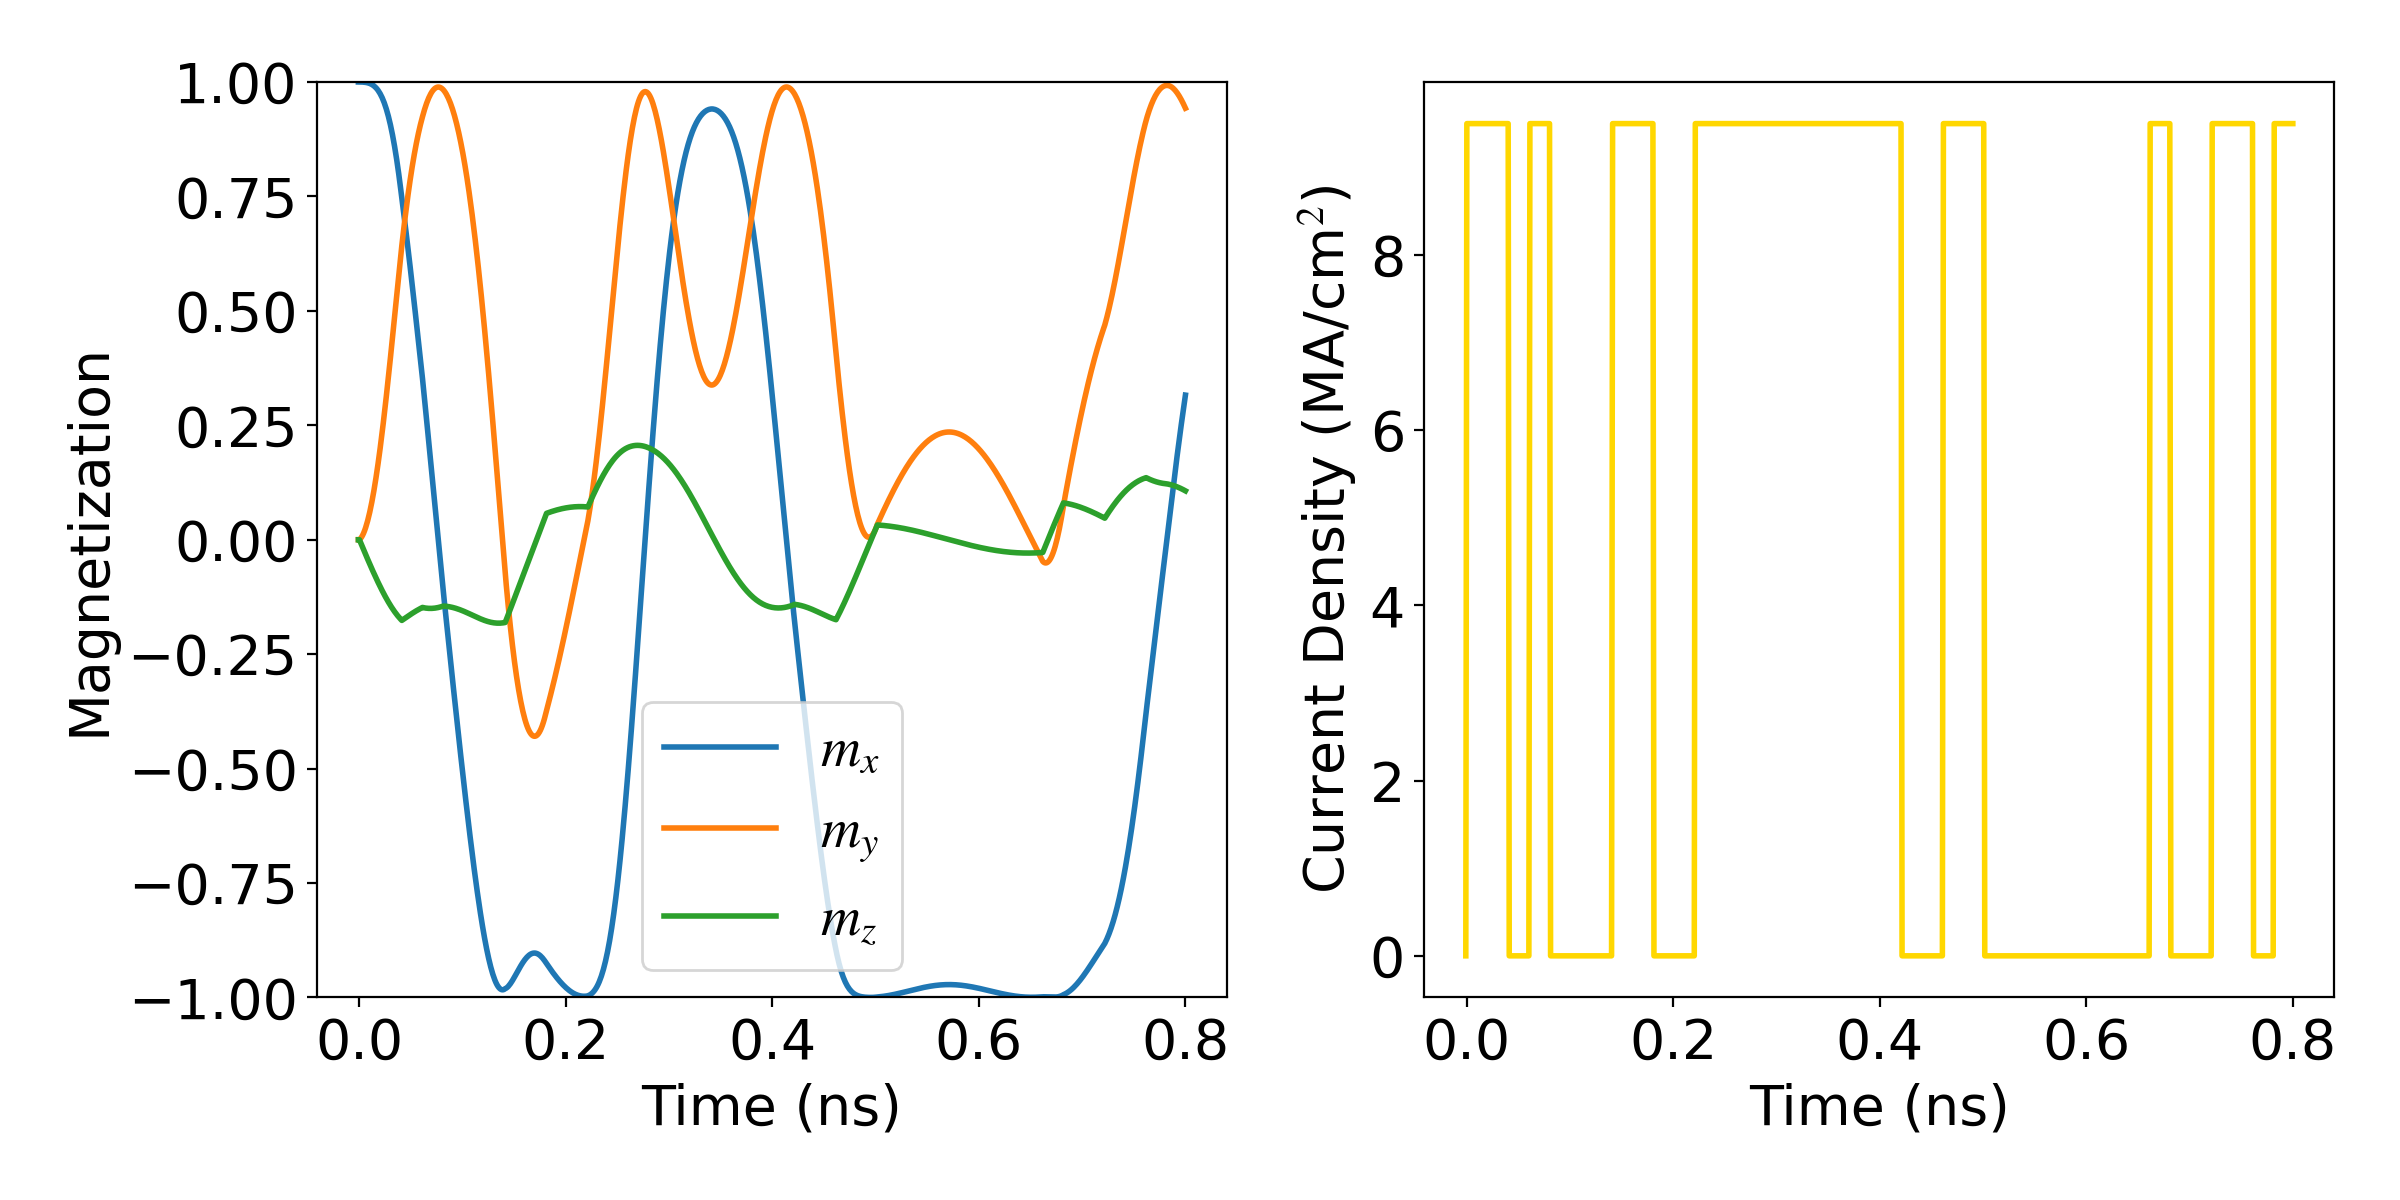 1.00
0.75
0.50
0.25
0.00
−0.25
−0.50
−0.75
−1.00
Magnetization
m_x
m_y
m_z
0.0 0.2 0.4 0.6 0.8
Time (ns)
8
6
4
2
0
Current Density (MA/cm²)
0.0 0.2 0.4 0.6 0.8
Time (ns)